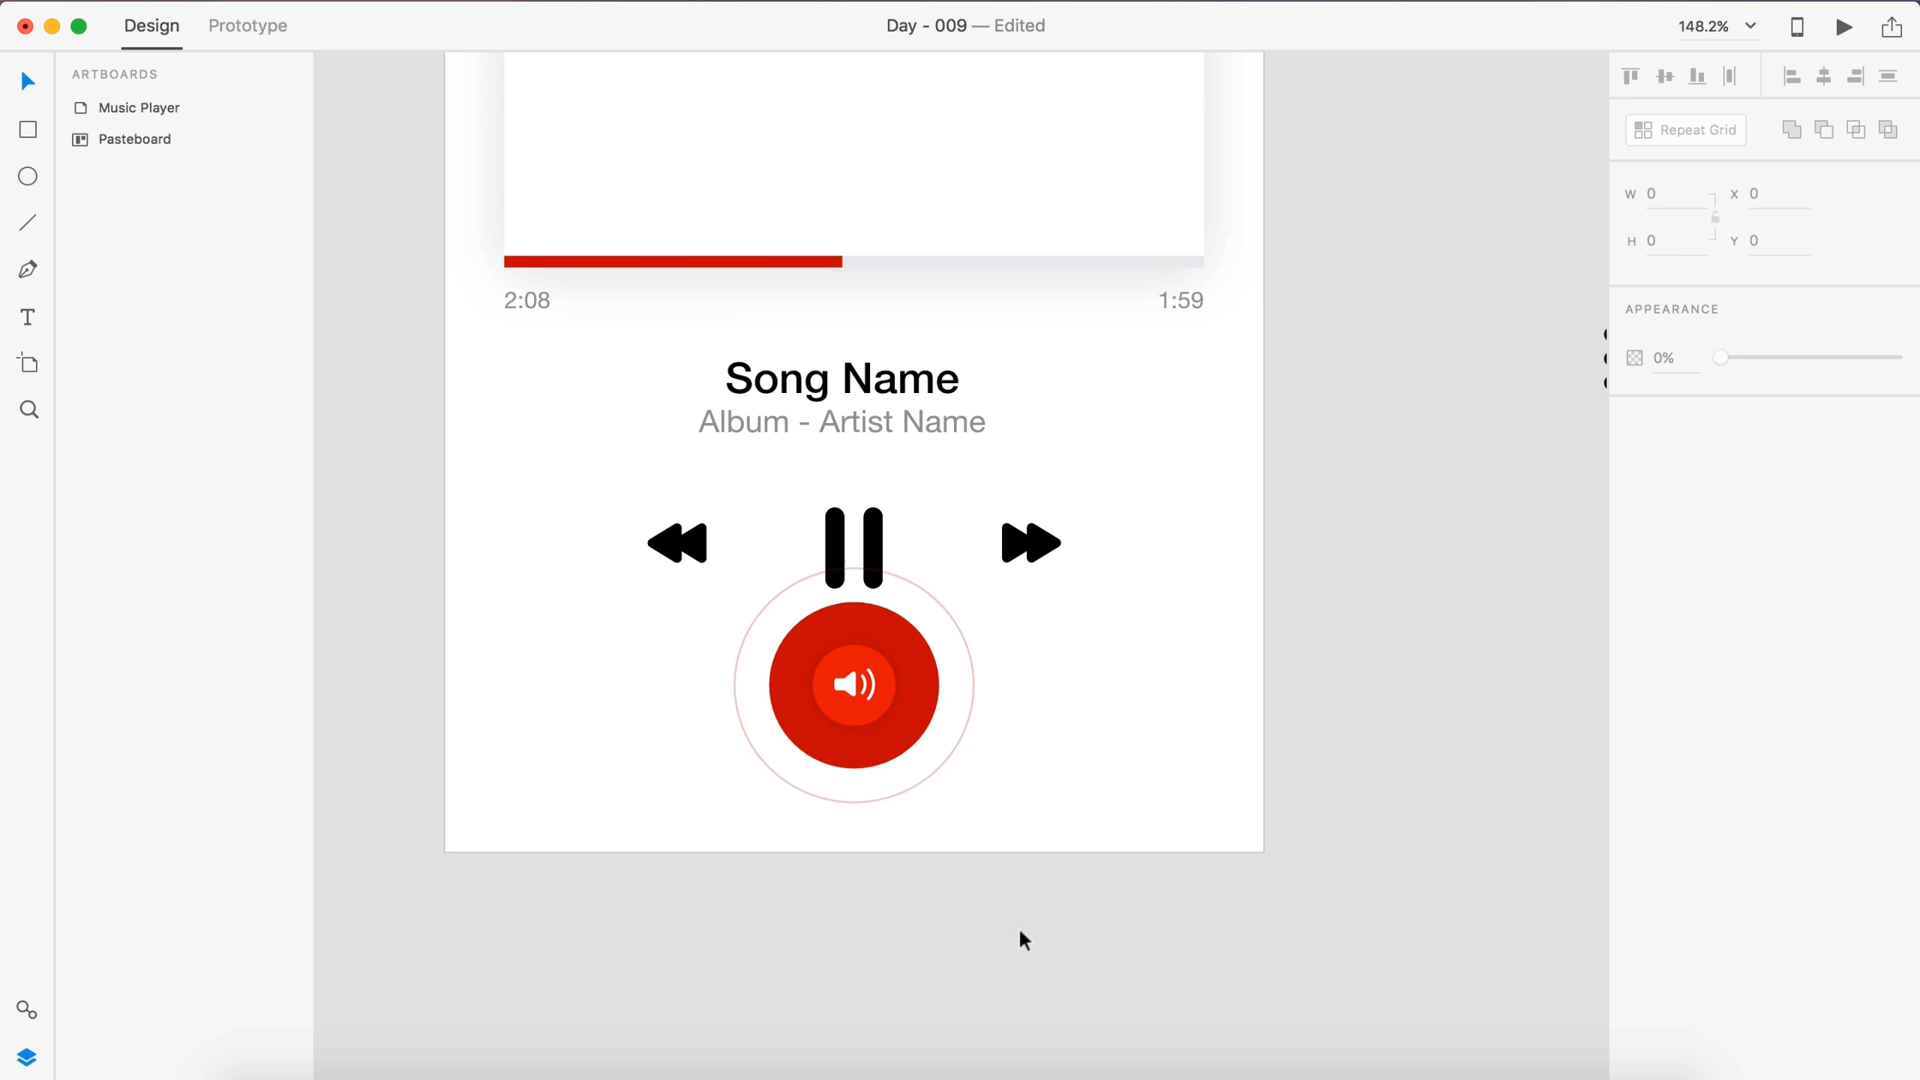 Design Prototype Day - 009 — Edited 148.2%
ARTBOARDS
Music Player
Pasteboard
Repeat Grid
W 0 X 0
H 0 Y 0
APPEARANCE
0%
2:08 1:59
Song Name
Album - Artist Name